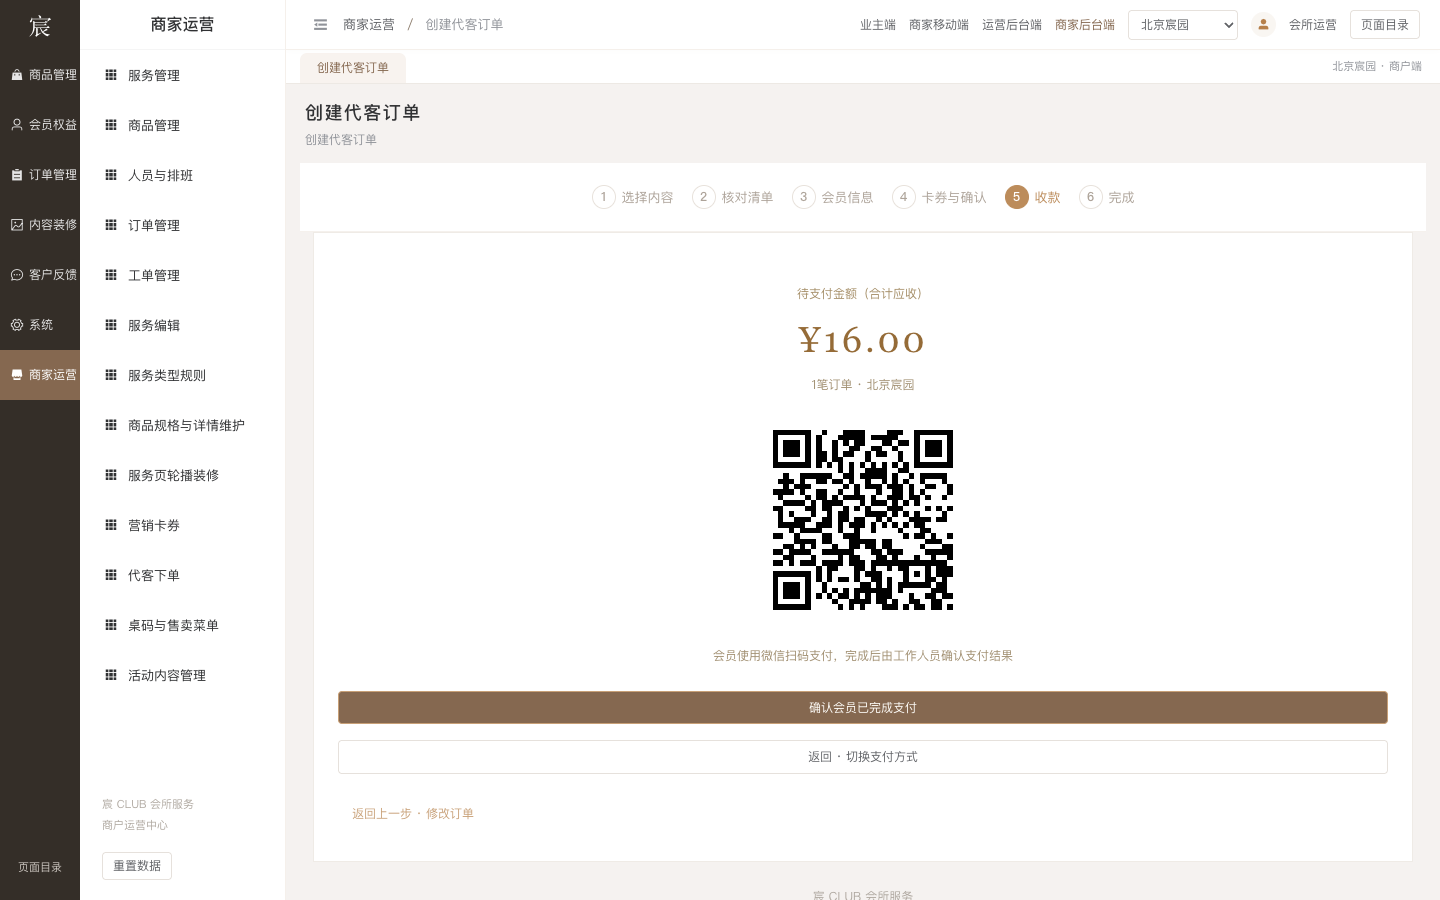 宸
商品管理
会员权益
订单管理
内容装修
客户反馈
系统
商家运营
页面目录
商家运营
服务管理
商品管理
人员与排班
订单管理
工单管理
服务编辑
服务类型规则
商品规格与详情维护
服务页轮播装修
营销卡券
代客下单
桌码与售卖菜单
活动内容管理
宸 CLUB 会所服务
商户运营中心
重置数据
商家运营 / 创建代客订单
业主端 商家移动端 运营后台端 商家后台端 北京宸园 会所运营 页面目录
创建代客订单
北京宸园 · 商户端
创建代客订单
创建代客订单
1 选择内容 2 核对清单 3 会员信息 4 卡券与确认 5 收款 6 完成
待支付金额（合计应收）
¥16.00
1笔订单 · 北京宸园
会员使用微信扫码支付，完成后由工作人员确认支付结果
确认会员已完成支付
返回 · 切换支付方式
返回上一步 · 修改订单
宸 CLUB 会所服务